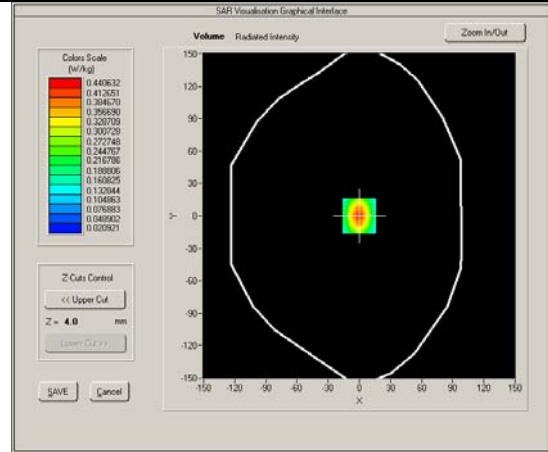 SAR Visualisation Graphical Interface
Volume Radiated Intensity
Zoom In/Out
Colors Scale
(W/kg)
0.440632
0.412651
0.384670
0.356690
0.328709
0.300728
0.272748
0.244767
0.216786
0.188806
0.160825
0.132844
0.104863
0.076883
0.048902
0.020921
150
120
90
60
30
0
-30
-60
-90
-120
-150
Y
-150 -120 -90 -60 -30 0 30 60 90 120 150
X
Z-Cuts Control
<< Upper Cut
Z = 4.0 mm
Lower Cut >>
SAVE Cancel